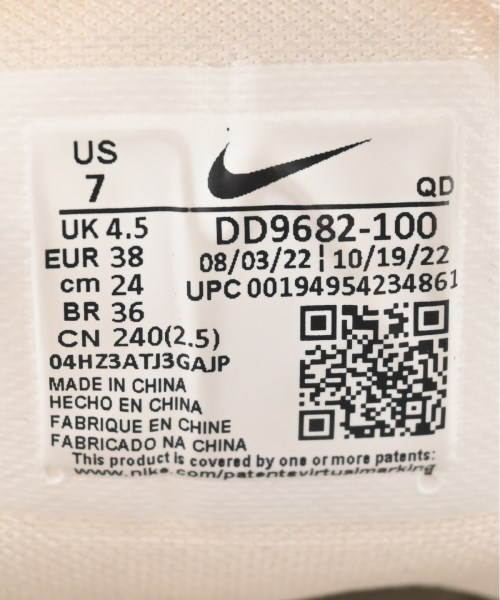 US
7
QD
UK 4.5
EUR 38
cm 24
BR 36
CN 240(2.5)
DD9682-100
08/03/22 | 10/19/22
UPC 00194954234861
04HZ3ATJ3GAJP
MADE IN CHINA
HECHO EN CHINA
FABRIQUE EN CHINE
FABRICADO NA CHINA
This product is covered by one or more patents:
www.nike.com/patentsvirtualmarking